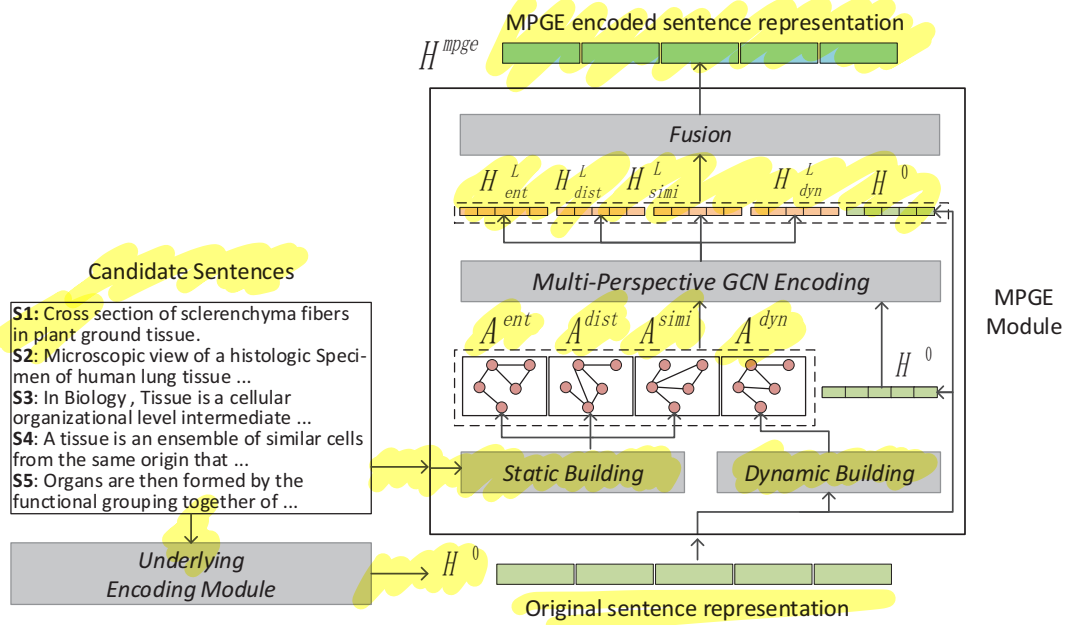 MPGE encoded sentence representation
H^mpge
Fusion
H^L_ent H^L_dist H^L_simi H^L_dyn H^0
Multi-Perspective GCN Encoding
A^ent A^dist A^simi A^dyn
H^0
MPGE
Module
Static Building
Dynamic Building
Candidate Sentences
S1: Cross section of sclerenchyma fibers
in plant ground tissue.
S2: Microscopic view of a histologic Speci-
men of human lung tissue ...
S3: In Biology , Tissue is a cellular
organizational level intermediate ...
S4: A tissue is an ensemble of similar cells
from the same origin that ...
S5: Organs are then formed by the
functional grouping together of ...
Underlying
Encoding Module
H^0
Original sentence representation